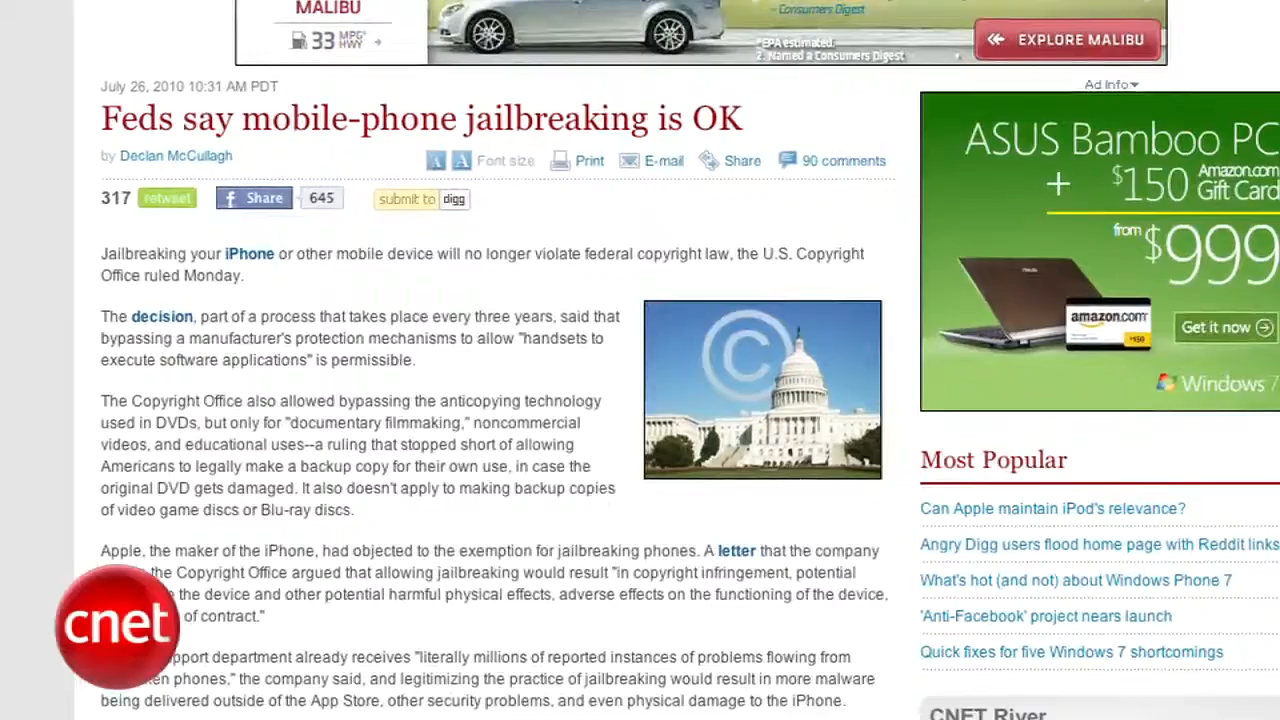 MALIBU
33 MPG* HWY
Consumers Digest
*EPA estimated.
2. Named a Consumers Digest
EXPLORE MALIBU
July 26, 2010 10:31 AM PDT
Ad Info
Feds say mobile-phone jailbreaking is OK
by Declan McCullagh
A A Font size Print E-mail Share 90 comments
317 retweet f Share 645 submit to digg
Jailbreaking your iPhone or other mobile device will no longer violate federal copyright law, the U.S. Copyright
Office ruled Monday.
The decision, part of a process that takes place every three years, said that
bypassing a manufacturer's protection mechanisms to allow "handsets to
execute software applications" is permissible.
©
The Copyright Office also allowed bypassing the anticopying technology
used in DVDs, but only for "documentary filmmaking," noncommercial
videos, and educational uses--a ruling that stopped short of allowing
Americans to legally make a backup copy for their own use, in case the
original DVD gets damaged. It also doesn't apply to making backup copies
of video game discs or Blu-ray discs.
Apple, the maker of the iPhone, had objected to the exemption for jailbreaking phones. A letter that the company
the Copyright Office argued that allowing jailbreaking would result "in copyright infringement, potential
the device and other potential harmful physical effects, adverse effects on the functioning of the device,
of contract."
department already receives "literally millions of reported instances of problems flowing from
phones," the company said, and legitimizing the practice of jailbreaking would result in more malware
being delivered outside of the App Store, other security problems, and even physical damage to the iPhone.
cnet
ASUS Bamboo PC
+ $150 Amazon.com
Gift Card
from $999
amazon.com
$150
Get it now
Windows 7
Most Popular
Can Apple maintain iPod's relevance?
Angry Digg users flood home page with Reddit links
What's hot (and not) about Windows Phone 7
'Anti-Facebook' project nears launch
Quick fixes for five Windows 7 shortcomings
CNET River